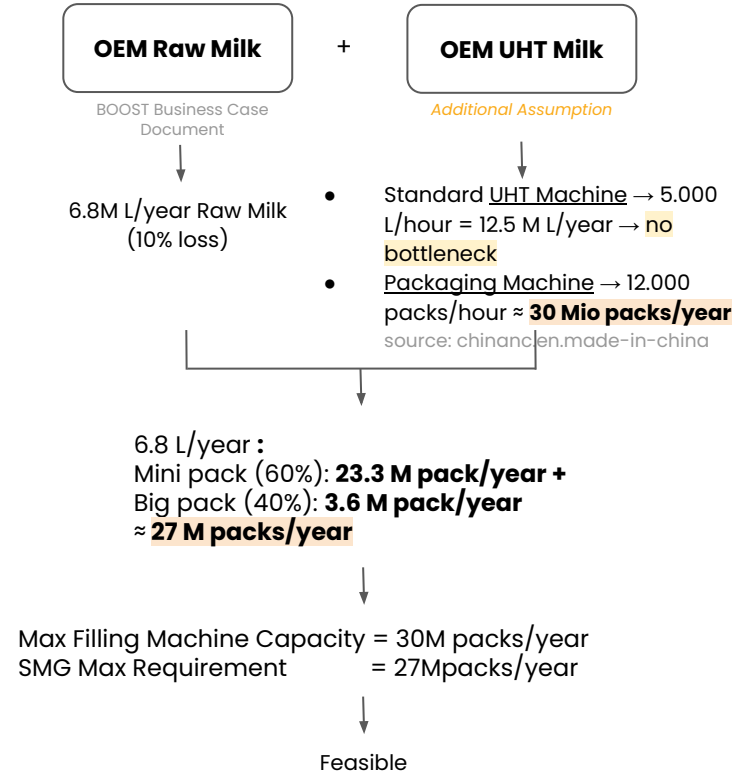 OEM Raw Milk
+
OEM UHT Milk
BOOST Business Case
Document
Additional Assumption
6.8M L/year Raw Milk
(10% loss)
● Standard UHT Machine → 5.000
L/hour = 12.5 M L/year → no
bottleneck
● Packaging Machine → 12.000
packs/hour ≈ 30 Mio packs/year
source: chinanc.en.made-in-china
6.8 L/year :
Mini pack (60%): 23.3 M pack/year +
Big pack (40%): 3.6 M pack/year
≈ 27 M packs/year
Max Filling Machine Capacity = 30M packs/year
SMG Max Requirement = 27Mpacks/year
Feasible